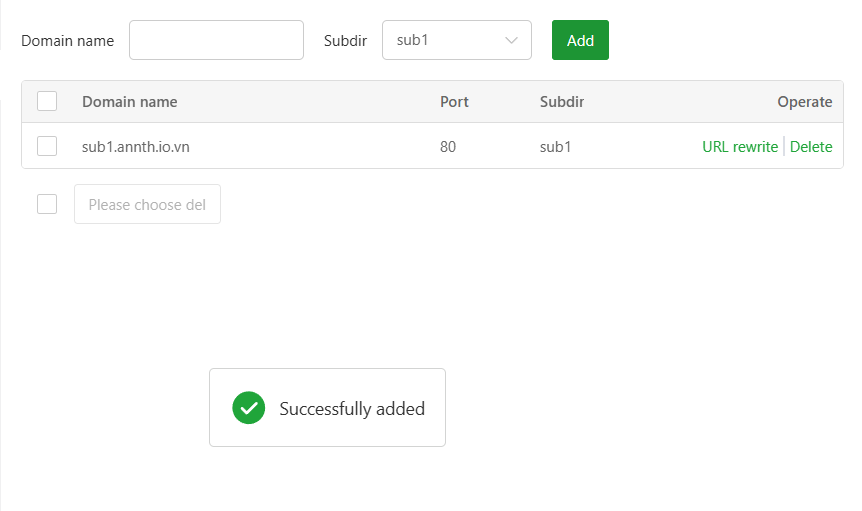 Domain name Subdir sub1 Add
Domain name Port Subdir Operate
sub1.annth.io.vn 80 sub1 URL rewrite Delete
Please choose del
Successfully added